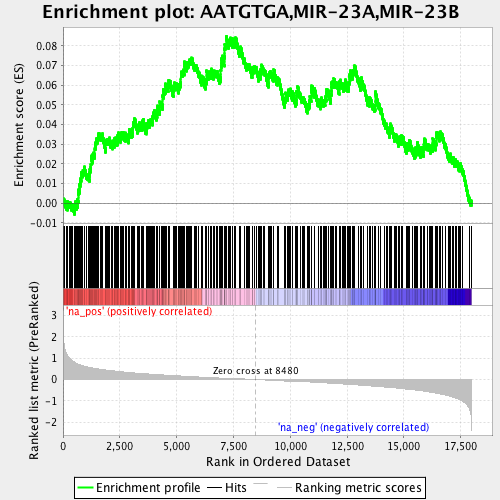 Enrichment plot: AATGTGA,MIR-23A,MIR-23B
Enrichment score (ES)
0.08
0.07
0.06
0.05
0.04
0.03
0.02
0.01
0.00
-0.01
'na_pos' (positively correlated)
Ranked list metric (PreRanked)
3
2
1
0
-1
-2
Zero cross at 8480
'na_neg' (negatively correlated)
0
2,500
5,000
7,500
10,000
12,500
15,000
17,500
Rank in Ordered Dataset
Enrichment profile
Hits
Ranking metric scores